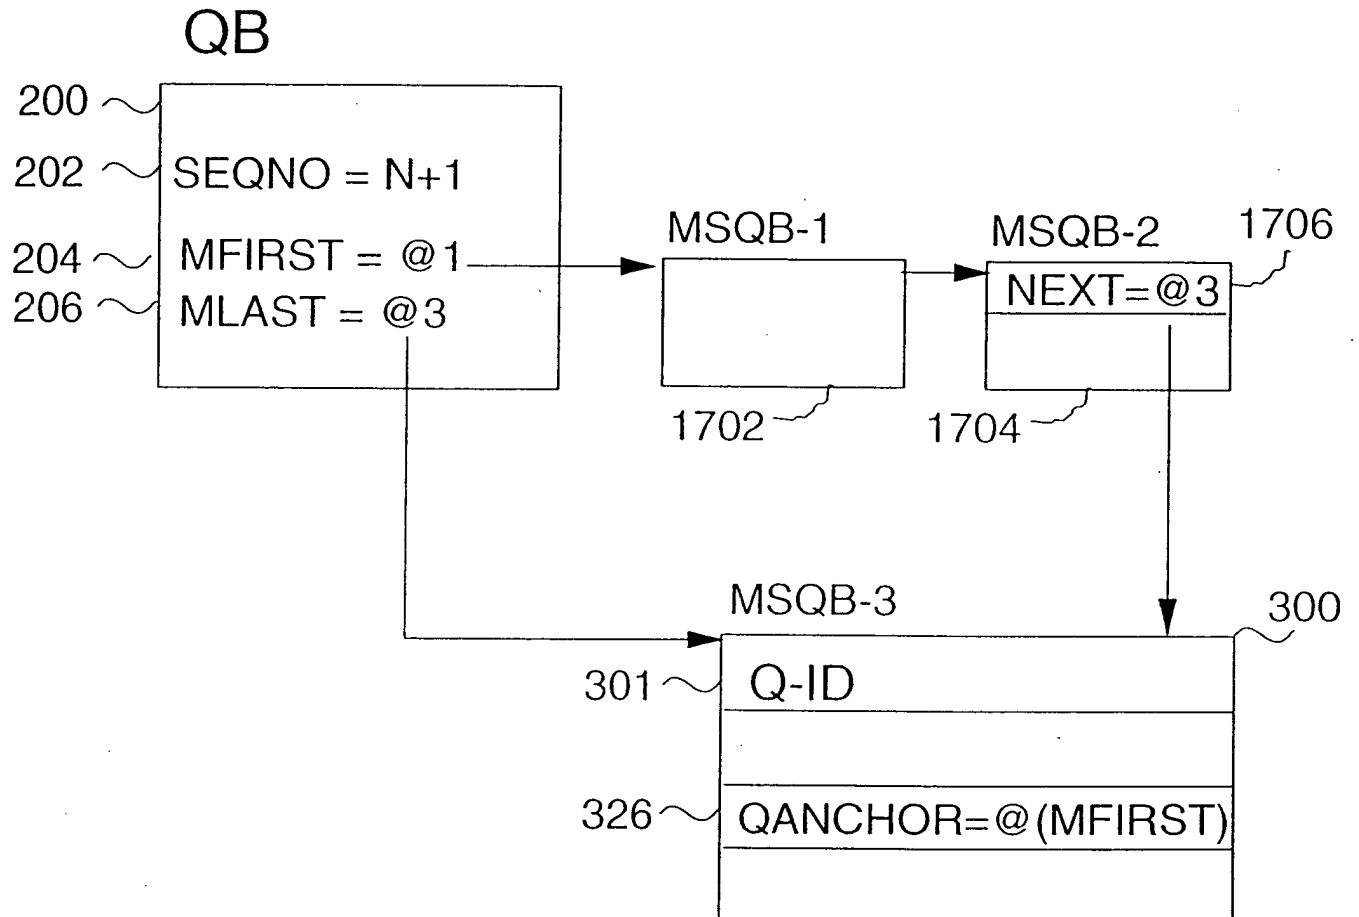 QB
200
202
SEQNO = N+1
204
MFIRST = @1
206
MLAST = @3
MSQB-1
1702
MSQB-2
1706
NEXT=@3
1704
MSQB-3
300
301
Q-ID
326
QANCHOR=@(MFIRST)